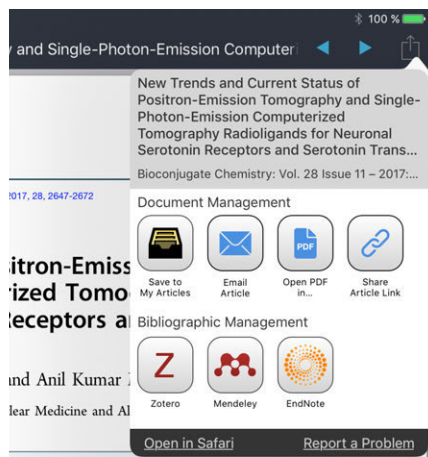 100 %
y and Single-Photon-Emission Computeri
New Trends and Current Status of
Positron-Emission Tomography and Single-
Photon-Emission Computerized
Tomography Radioligands for Neuronal
Serotonin Receptors and Serotonin Trans...
Bioconjugate Chemistry: Vol. 28 Issue 11 – 2017:...
2017, 28, 2647-2672
Document Management
Save to
My Articles
Email
Article
PDF
Open PDF
in...
Share
Article Link
sitron-Emiss
rized Tomo
Receptors a
Bibliographic Management
Z
Zotero
Mendeley
EndNote
and Anil Kumar
lear Medicine and Al
Open in Safari
Report a Problem